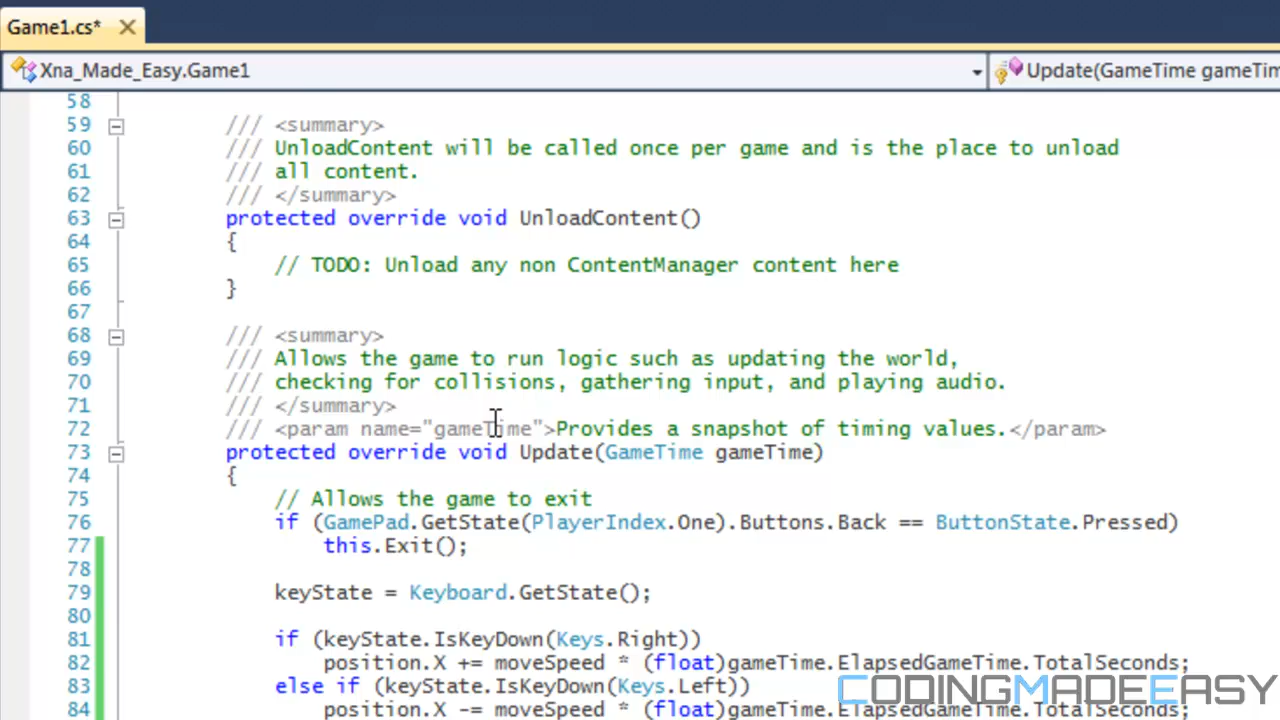 Game1.cs*
Xna_Made_Easy.Game1
Update(GameTime gameTim
58
59 /// <summary>
60 /// UnloadContent will be called once per game and is the place to unload
61 /// all content.
62 /// </summary>
63 protected override void UnloadContent()
64 {
65 // TODO: Unload any non ContentManager content here
66 }
67
68 /// <summary>
69 /// Allows the game to run logic such as updating the world,
70 /// checking for collisions, gathering input, and playing audio.
71 /// </summary>
72 /// <param name="gameTime">Provides a snapshot of timing values.</param>
73 protected override void Update(GameTime gameTime)
74 {
75 // Allows the game to exit
76 if (GamePad.GetState(PlayerIndex.One).Buttons.Back == ButtonState.Pressed)
77 this.Exit();
78
79 keyState = Keyboard.GetState();
80
81 if (keyState.IsKeyDown(Keys.Right))
82 position.X += moveSpeed * (float)gameTime.ElapsedGameTime.TotalSeconds;
83 else if (keyState.IsKeyDown(Keys.Left))
84 position.X -= moveSpeed * (float)gameTime.ElapsedGameTime.TotalSeconds;
CODINGMADEEASY